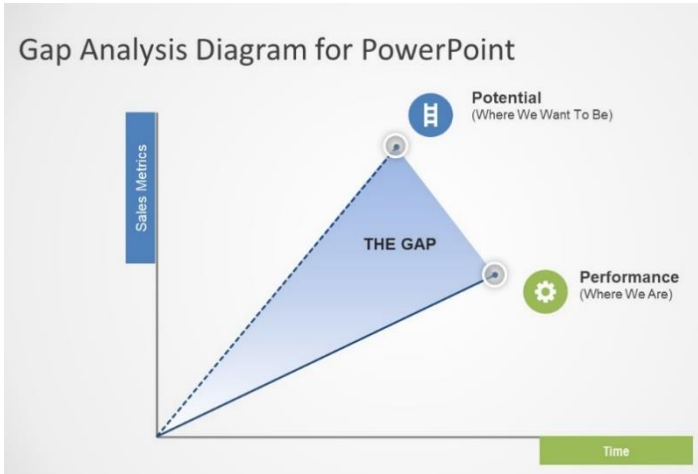 Gap Analysis Diagram for PowerPoint
Potential
(Where We Want To Be)
Sales Metrics
THE GAP
Performance
(Where We Are)
Time